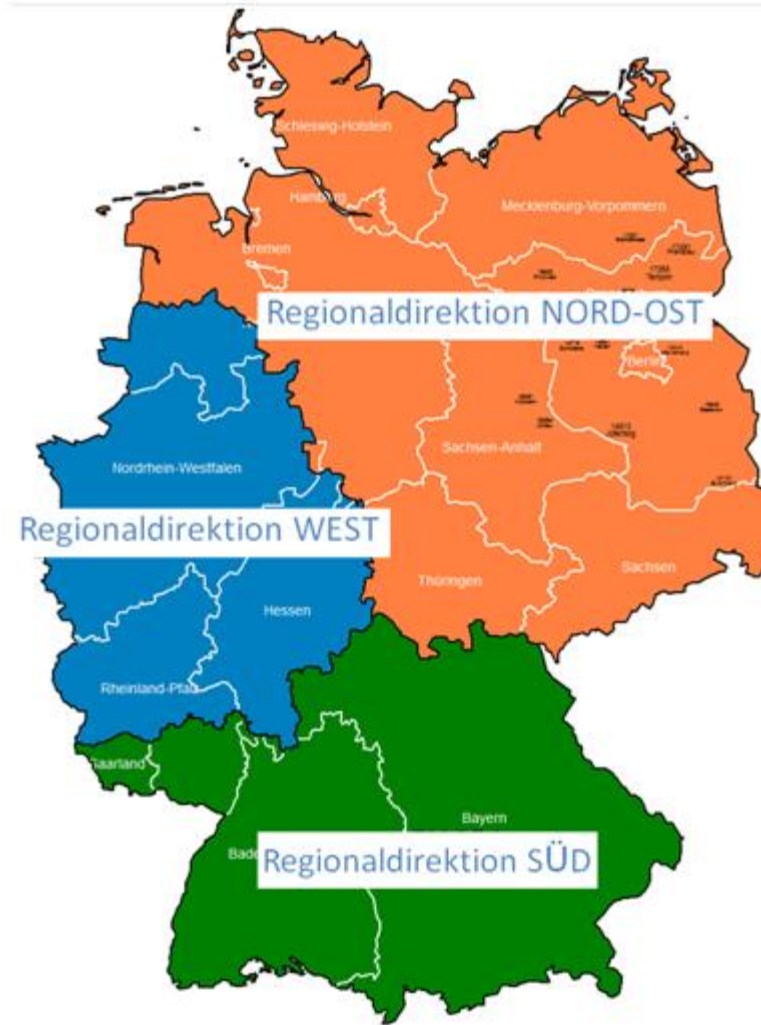 Schleswig-Holstein
Hamburg
Mecklenburg-Vorpommern
Bremen
Regionaldirektion NORD-OST
Berlin
Sachsen-Anhalt
Nordrhein-Westfalen
Regionaldirektion WEST
Thüringen
Sachsen
Hessen
Rheinland-Pfalz
Saarland
Bayern
Regionaldirektion SÜD